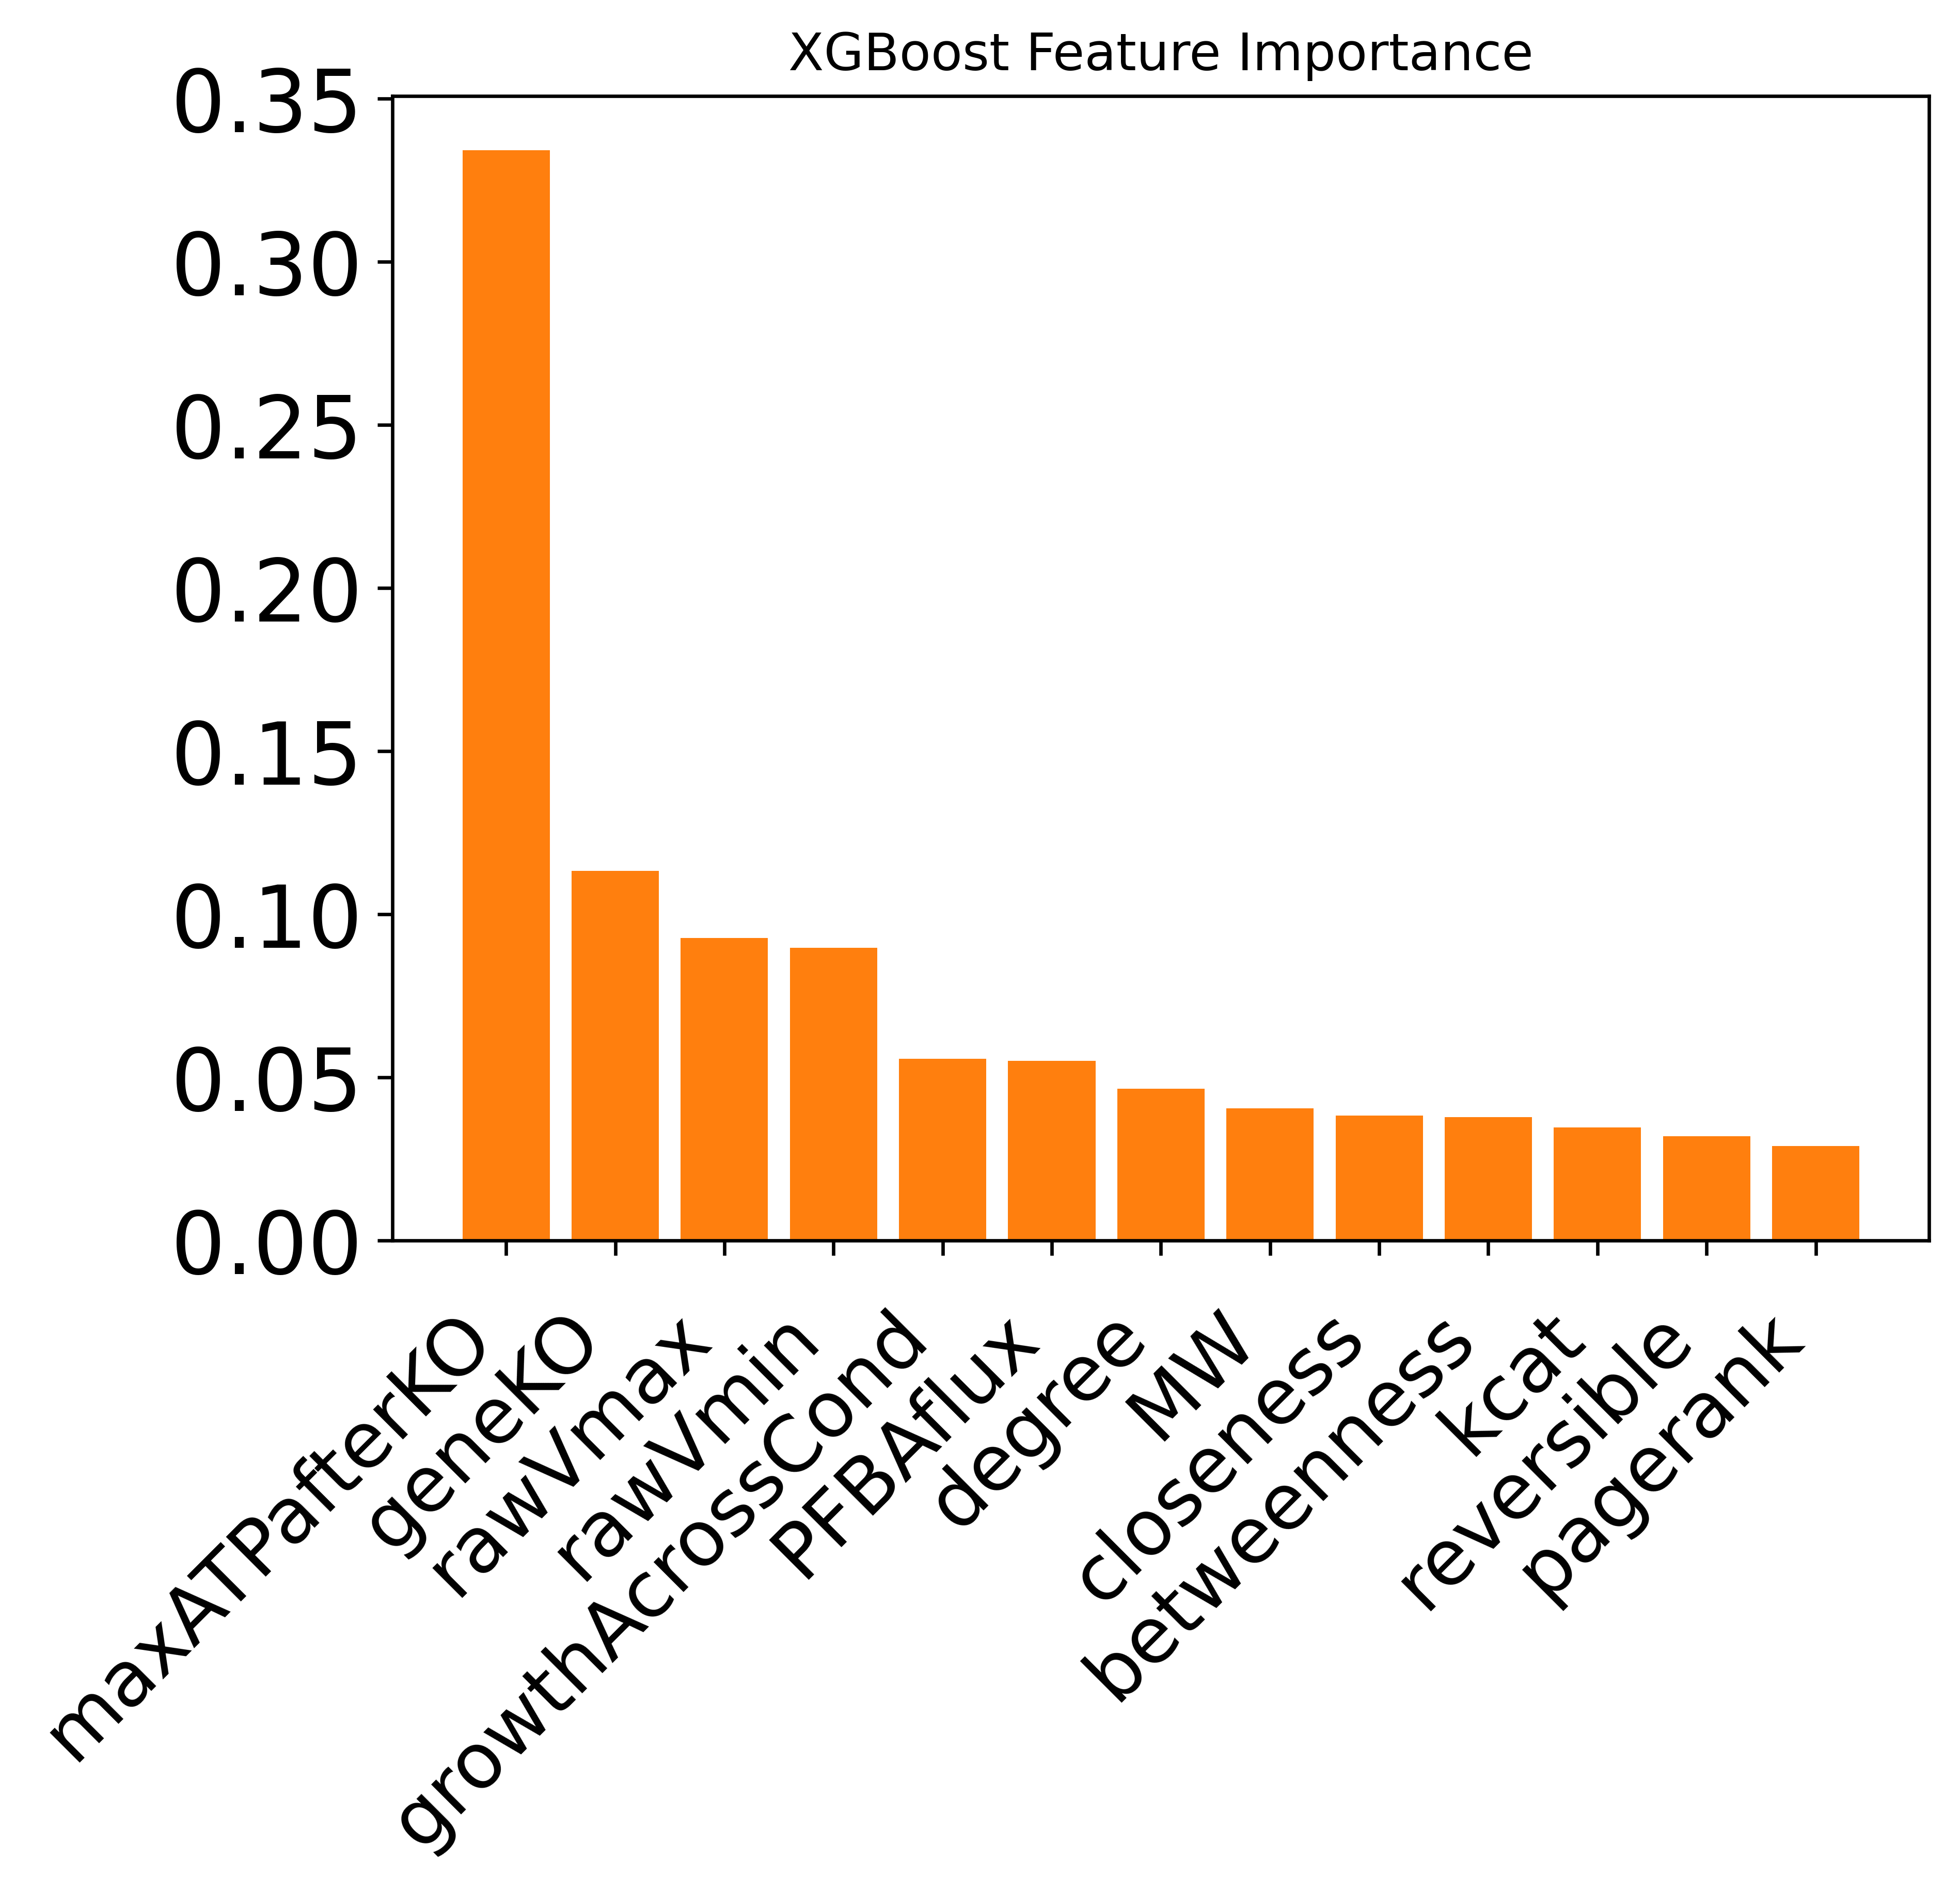 XGBoost Feature Importance
0.35
0.30
0.25
0.20
0.15
0.10
0.05
0.00
maxATPafterKO
geneKO
rawVmax
rawVmin
growthAcrossCond
PFBAflux
degree
MW
closeness
betweenness
kcat
reversible
pagerank